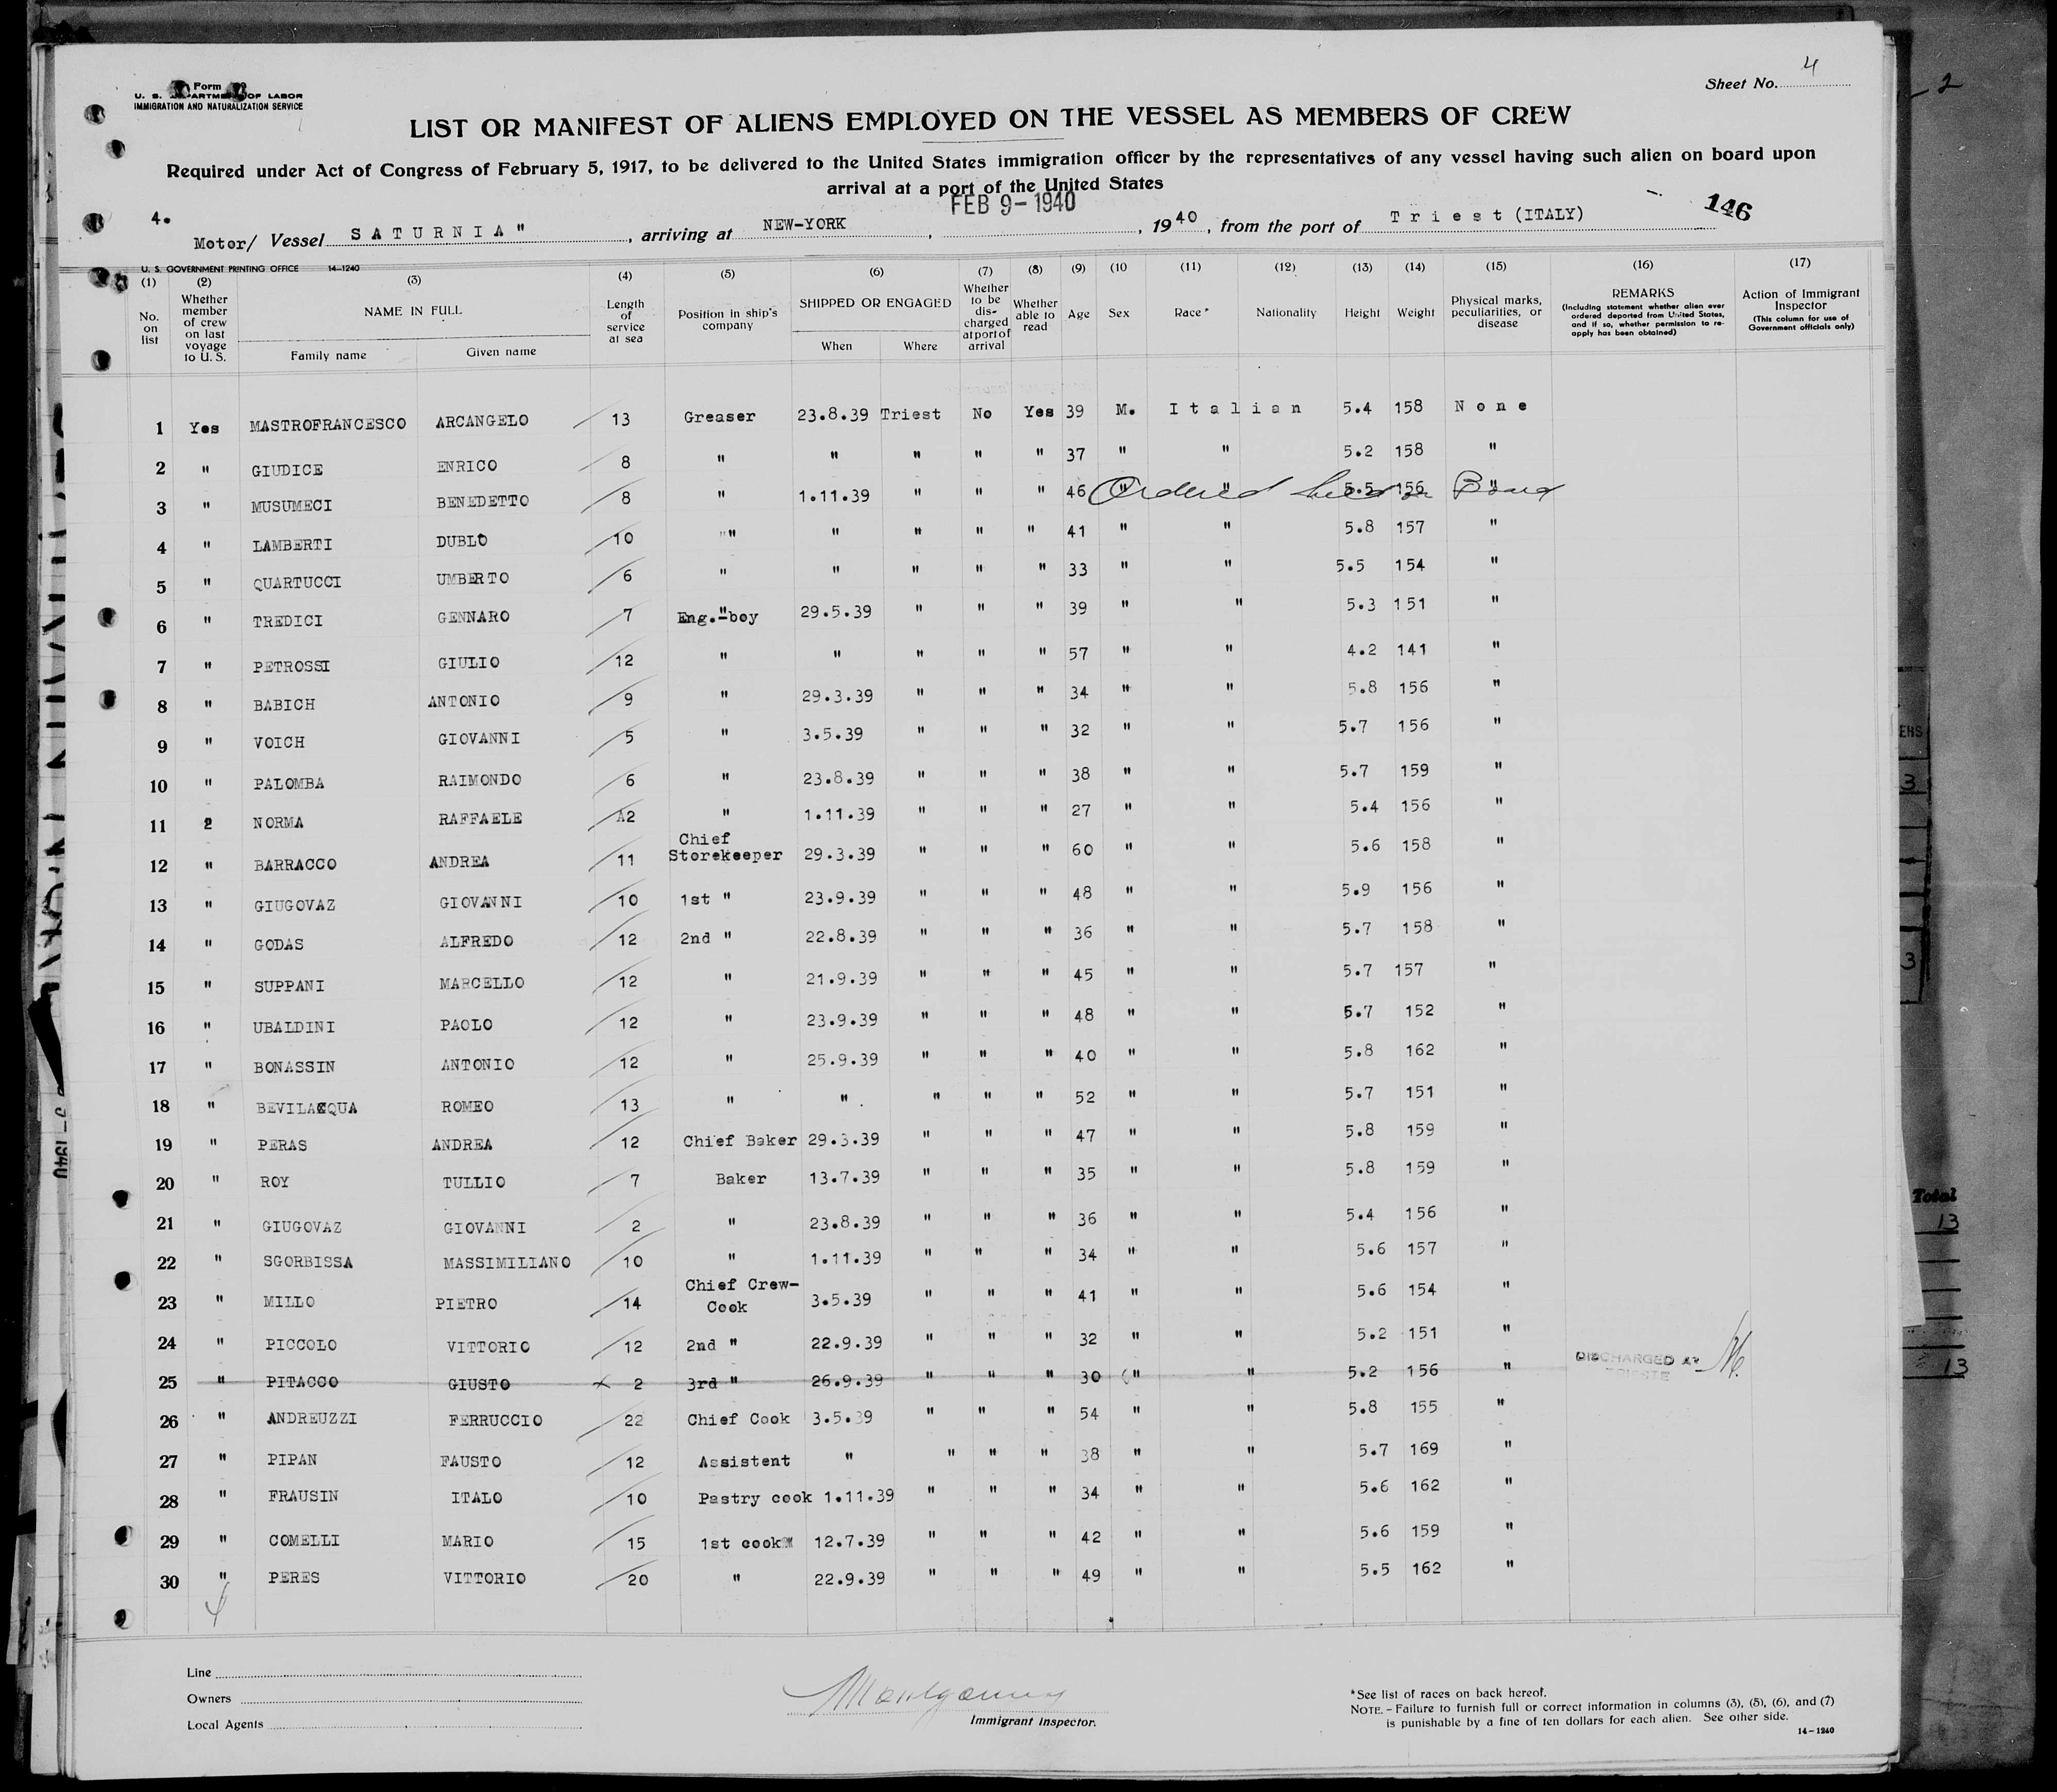 Form
U. S. DEPARTMENT OF LABOR
IMMIGRATION AND NATURALIZATION SERVICE
Sheet No. 4
LIST OR MANIFEST OF ALIENS EMPLOYED ON THE VESSEL AS MEMBERS OF CREW
Required under Act of Congress of February 5, 1917, to be delivered to the United States immigration officer by the representatives of any vessel having such alien on board upon
arrival at a port of the United States
FEB 9-1940
4. Motor/ Vessel SATURNIA", arriving at NEW-YORK, , 1940, from the port of Triest (ITALY) 146
U. S. GOVERNMENT PRINTING OFFICE 14-1240
(1) (2) (3) (4) (5) (6) (7) (8) (9) (10 (11) (12) (13) (14) (15) (16) (17)
No. on list
Whether member of crew on last voyage to U. S.
NAME IN FULL
Family name Given name
Length of service at sea
Position in ship's company
SHIPPED OR ENGAGED
When Where
Whether to be discharged at port of arrival
Whether able to read
Age
Sex
Race*
Nationality
Height
Weight
Physical marks, peculiarities, or disease
REMARKS
(Including statement whether alien ever ordered deported from United States, and if so, whether permission to re-apply has been obtained)
Action of Immigrant Inspector
(This column for use of Government officials only)
1 Yes MASTROFRANCESCO ARCANGELO 13 Greaser 23.8.39 Triest No Yes 39 M. Italian 5.4 158 None
2 " GIUDICE ENRICO 8 " " " " " 37 " " 5.2 158 "
3 " MUSUMECI BENEDETTO 8 " 1.11.39 " " " 46 " " 5.5 156 " Ordered on Board
4 " LAMBERTI DUBLO 10 " " " " " 41 " " 5.8 157 "
5 " QUARTUCCI UMBERTO 6 " " " " " 33 " " 5.5 154 "
6 " TREDICI GENNARO 7 Eng.-boy 29.5.39 " " " 39 " " 5.3 151 "
7 " PETROSSI GIULIO 12 " " " " " 57 " " 4.2 141 "
8 " BABICH ANTONIO 9 " 29.3.39 " " " 34 " " 5.8 156 "
9 " VOICH GIOVANNI 5 " 3.5.39 " " " 32 " " 5.7 156 "
10 " PALOMBA RAIMONDO 6 " 23.8.39 " " " 38 " " 5.7 159 "
11 " NORMA RAFFAELE 2 " 1.11.39 " " " 27 " " 5.4 156 "
12 " BARRACCO ANDREA 11 Chief Storekeeper 29.3.39 " " " 60 " " 5.6 158 "
13 " GIUGOVAZ GIOVANNI 10 1st " 23.9.39 " " " 48 " " 5.9 156 "
14 " GODAS ALFREDO 12 2nd " 22.8.39 " " " 36 " " 5.7 158 "
15 " SUPPANI MARCELLO 12 " 21.9.39 " " " 45 " " 5.7 157 "
16 " UBALDINI PAOLO 12 " 23.9.39 " " " 48 " " 5.7 152 "
17 " BONASSIN ANTONIO 12 " 25.9.39 " " " 40 " " 5.8 162 "
18 " BEVILACQUA ROMEO 13 " " " " " 52 " " 5.7 151 "
19 " PERAS ANDREA 12 Chief Baker 29.3.39 " " " 47 " " 5.8 159 "
20 " ROY TULLIO 7 Baker 13.7.39 " " " 35 " " 5.8 159 "
21 " GIUGOVAZ GIOVANNI 2 " 23.8.39 " " " 36 " " 5.4 156 "
22 " SGORBISSA MASSIMILIANO 10 " 1.11.39 " " " 34 " " 5.6 157 "
23 " MILLO PIETRO 14 Chief Crew-Cook 3.5.39 " " " 41 " " 5.6 154 "
24 " PICCOLO VITTORIO 12 2nd " 22.9.39 " " " 32 " " 5.2 151 "
25 " PITACCO GIUSTO 2 3rd " 26.9.39 " " " 30 " " 5.2 156 " DISCHARGED AT TRIESTE
26 " ANDREUZZI FERRUCCIO 22 Chief Cook 3.5.39 " " " 54 " " 5.8 155 "
27 " PIPAN FAUSTO 12 Assistent " " " " 38 " " 5.7 169 "
28 " FRAUSIN ITALO 10 Pastry cook 1.11.39 " " " 34 " " 5.6 162 "
29 " COMELLI MARIO 15 1st cook 12.7.39 " " " 42 " " 5.6 159 "
30 " PERES VITTORIO 20 " 22.9.39 " " " 49 " " 5.5 162 "
Line
Owners
Local Agents
Montgomery
Immigrant Inspector.
*See list of races on back hereof.
NOTE.-Failure to furnish full or correct information in columns (3), (5), (6), and (7)
is punishable by a fine of ten dollars for each alien. See other side.
14-1240
2
EHS
3
3
Total
13
13